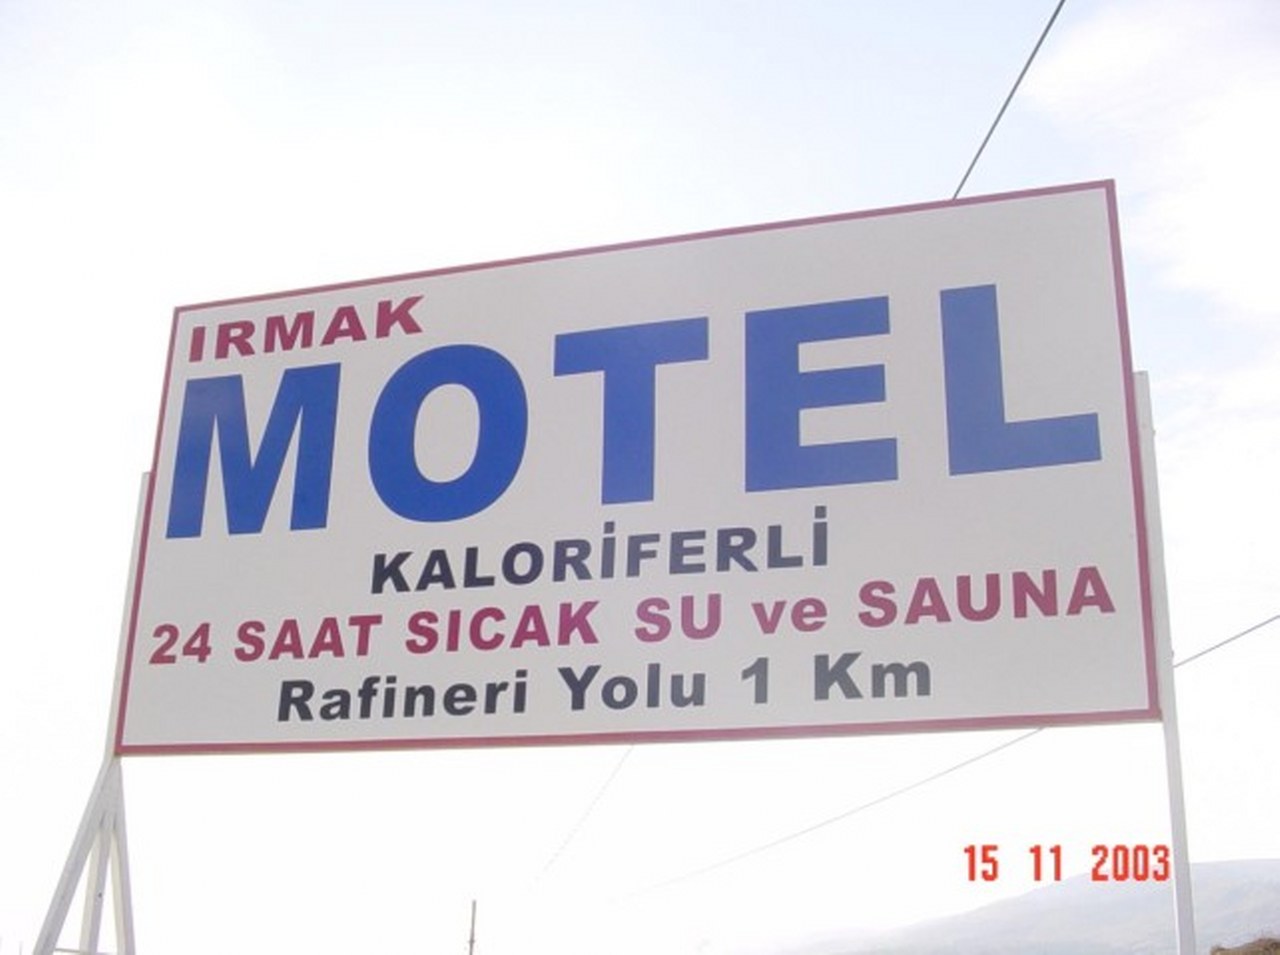 IRMAK
MOTEL
KALORİFERLİ
24 SAAT SICAK SU ve SAUNA
Rafineri Yolu 1 Km
15 11 2003